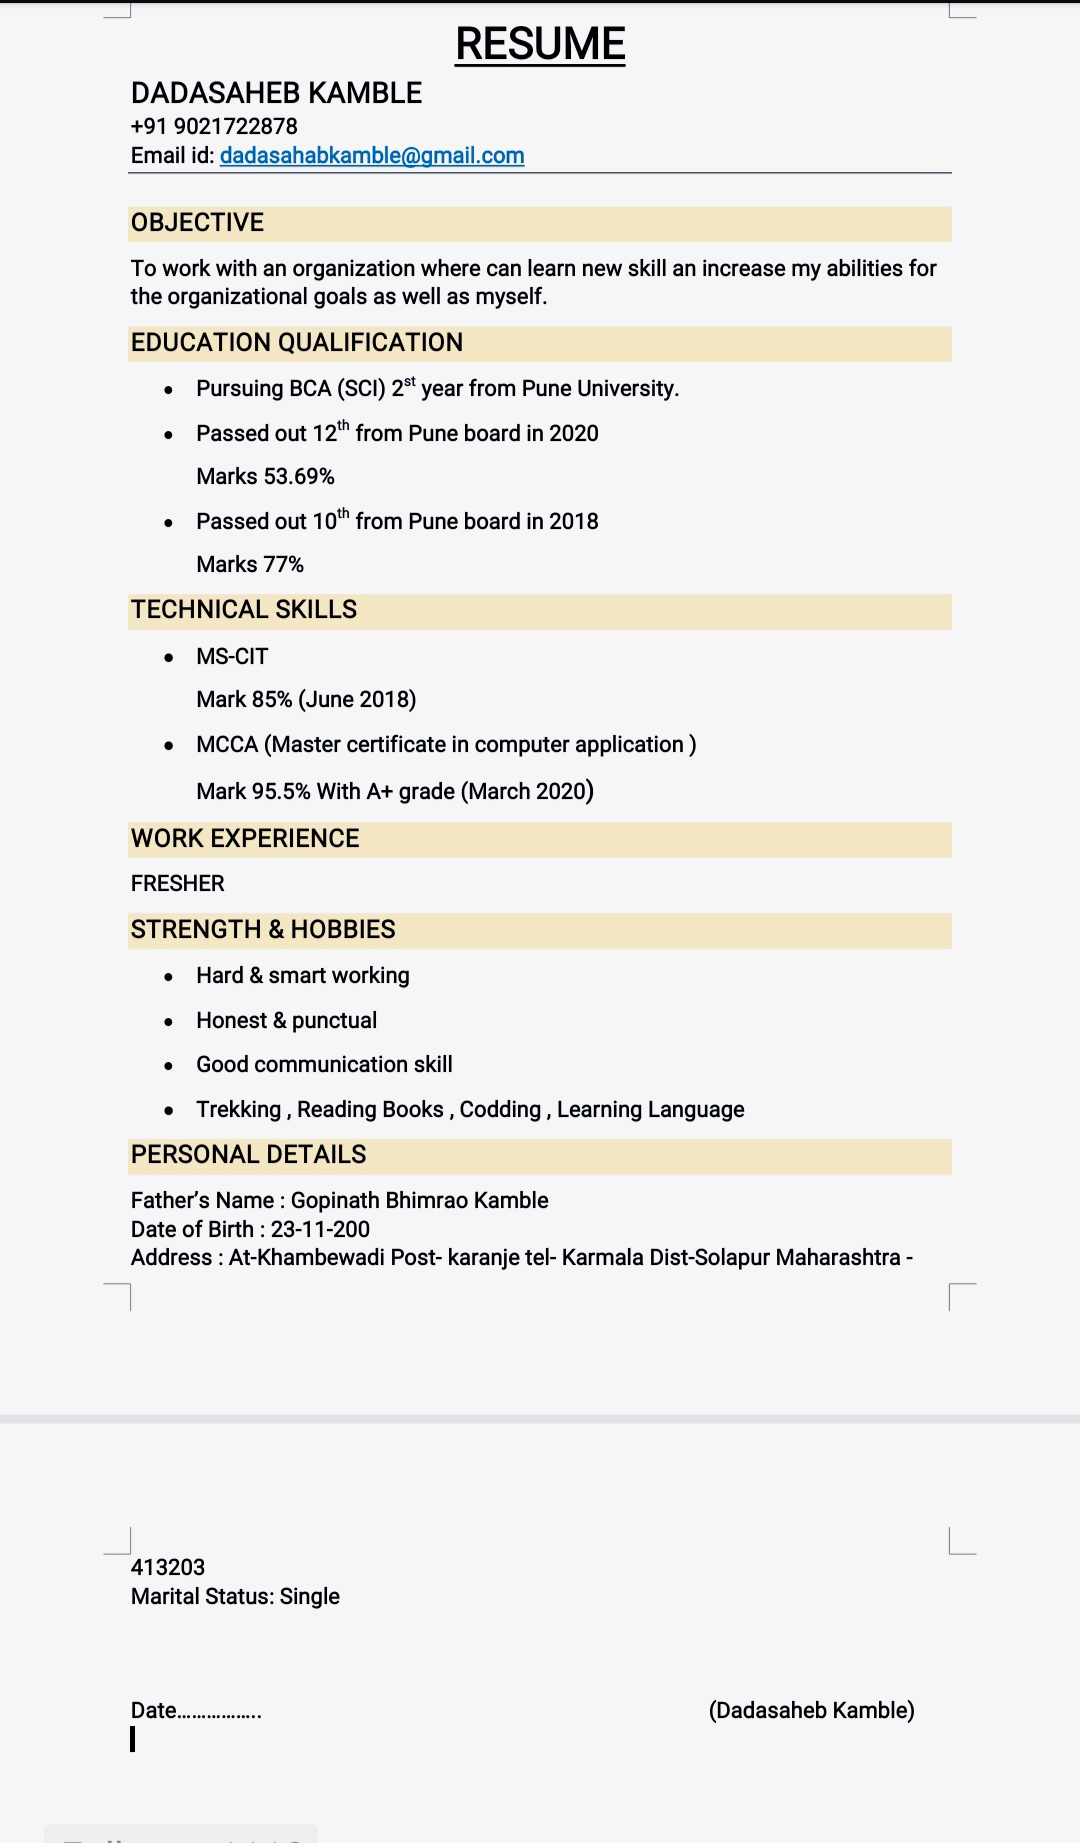 RESUME
DADASAHEB KAMBLE
+91 9021722878
Email id: dadasahabkamble@gmail.com
OBJECTIVE
To work with an organization where can learn new skill an increase my abilities for
the organizational goals as well as myself.
EDUCATION QUALIFICATION
• Pursuing BCA (SCI) 2st year from Pune University.
• Passed out 12th from Pune board in 2020
Marks 53.69%
• Passed out 10th from Pune board in 2018
Marks 77%
TECHNICAL SKILLS
• MS-CIT
Mark 85% (June 2018)
• MCCA (Master certificate in computer application )
Mark 95.5% With A+ grade (March 2020)
WORK EXPERIENCE
FRESHER
STRENGTH & HOBBIES
• Hard & smart working
• Honest & punctual
• Good communication skill
• Trekking , Reading Books , Codding , Learning Language
PERSONAL DETAILS
Father’s Name : Gopinath Bhimrao Kamble
Date of Birth : 23-11-200
Address : At-Khambewadi Post- karanje tel- Karmala Dist-Solapur Maharashtra -
413203
Marital Status: Single
Date................. (Dadasaheb Kamble)